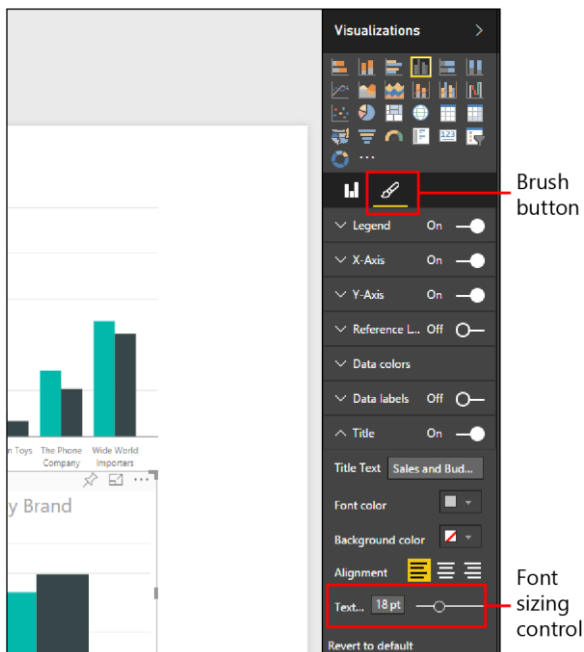 Visualizations
123
Brush
button
Legend On
X-Axis On
Y-Axis On
Reference L... Off
Data colors
Data labels Off
Title On
Title Text Sales and Bud...
Font color
Background color
Alignment
Text... 18 pt
Revert to default
Font
sizing
control
n Toys The Phone Wide World
Company Importers
y Brand